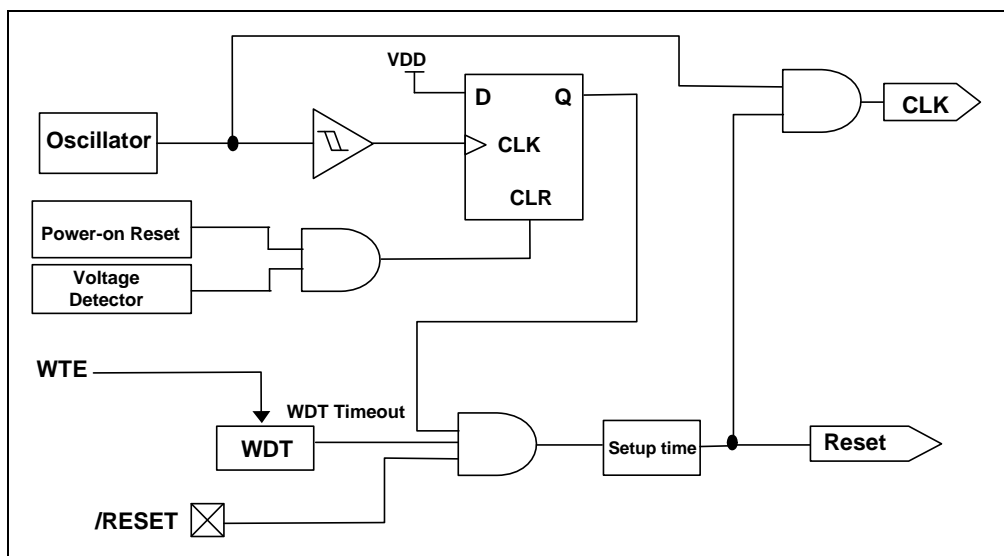 VDD
D Q
CLK
Oscillator
CLK
CLR
Power-on Reset
Voltage
Detector
WTE
WDT Timeout
WDT
Setup time
Reset
/RESET